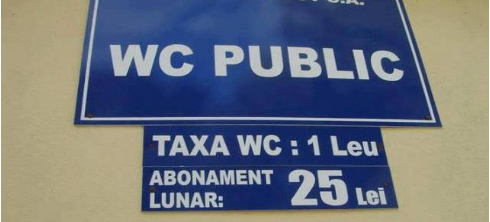 S.A.
WC PUBLIC
TAXA WC : 1 Leu
ABONAMENT
LUNAR: 25 Lei